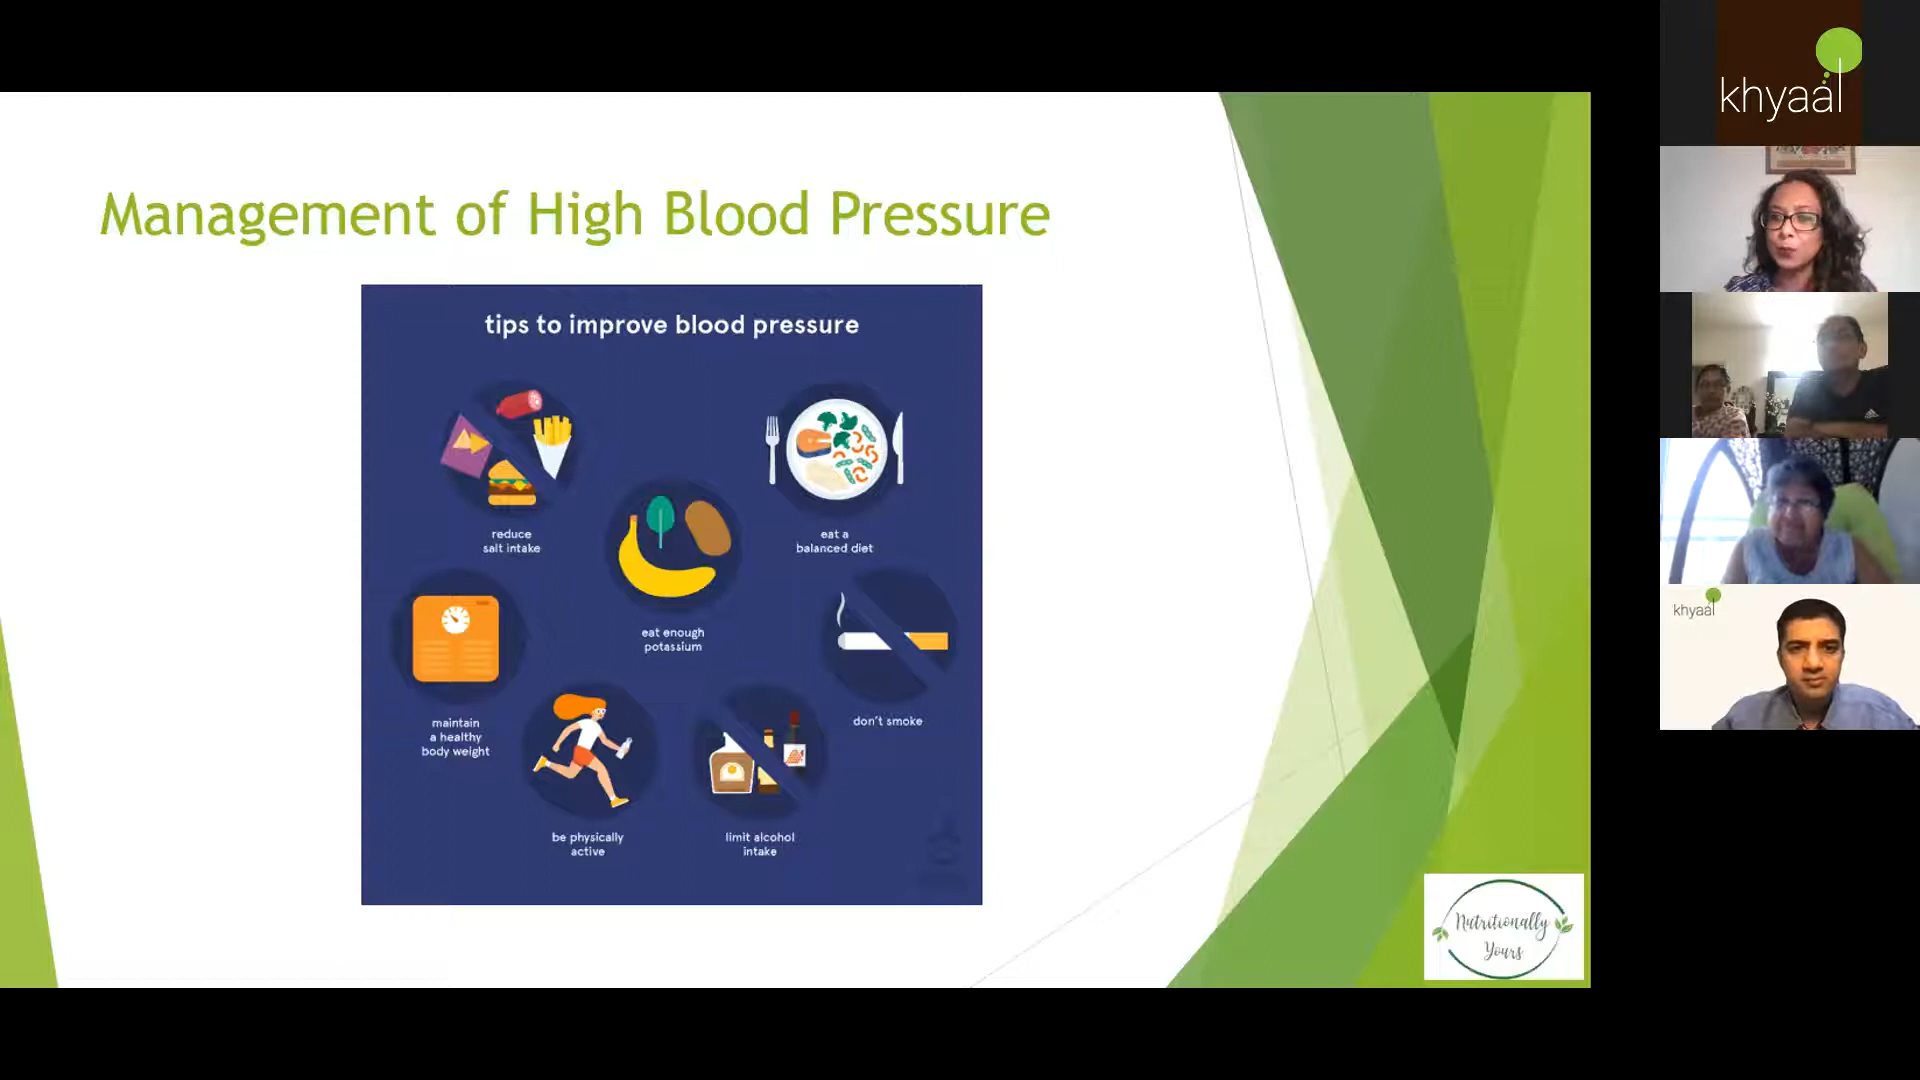 Management of High Blood Pressure
tips to improve blood pressure
reduce
salt intake
eat a
balanced diet
eat enough
potassium
maintain
a healthy
body weight
don't smoke
be physically
active
limit alcohol
intake
Nutritionally
Yours
khyaal
khyaal